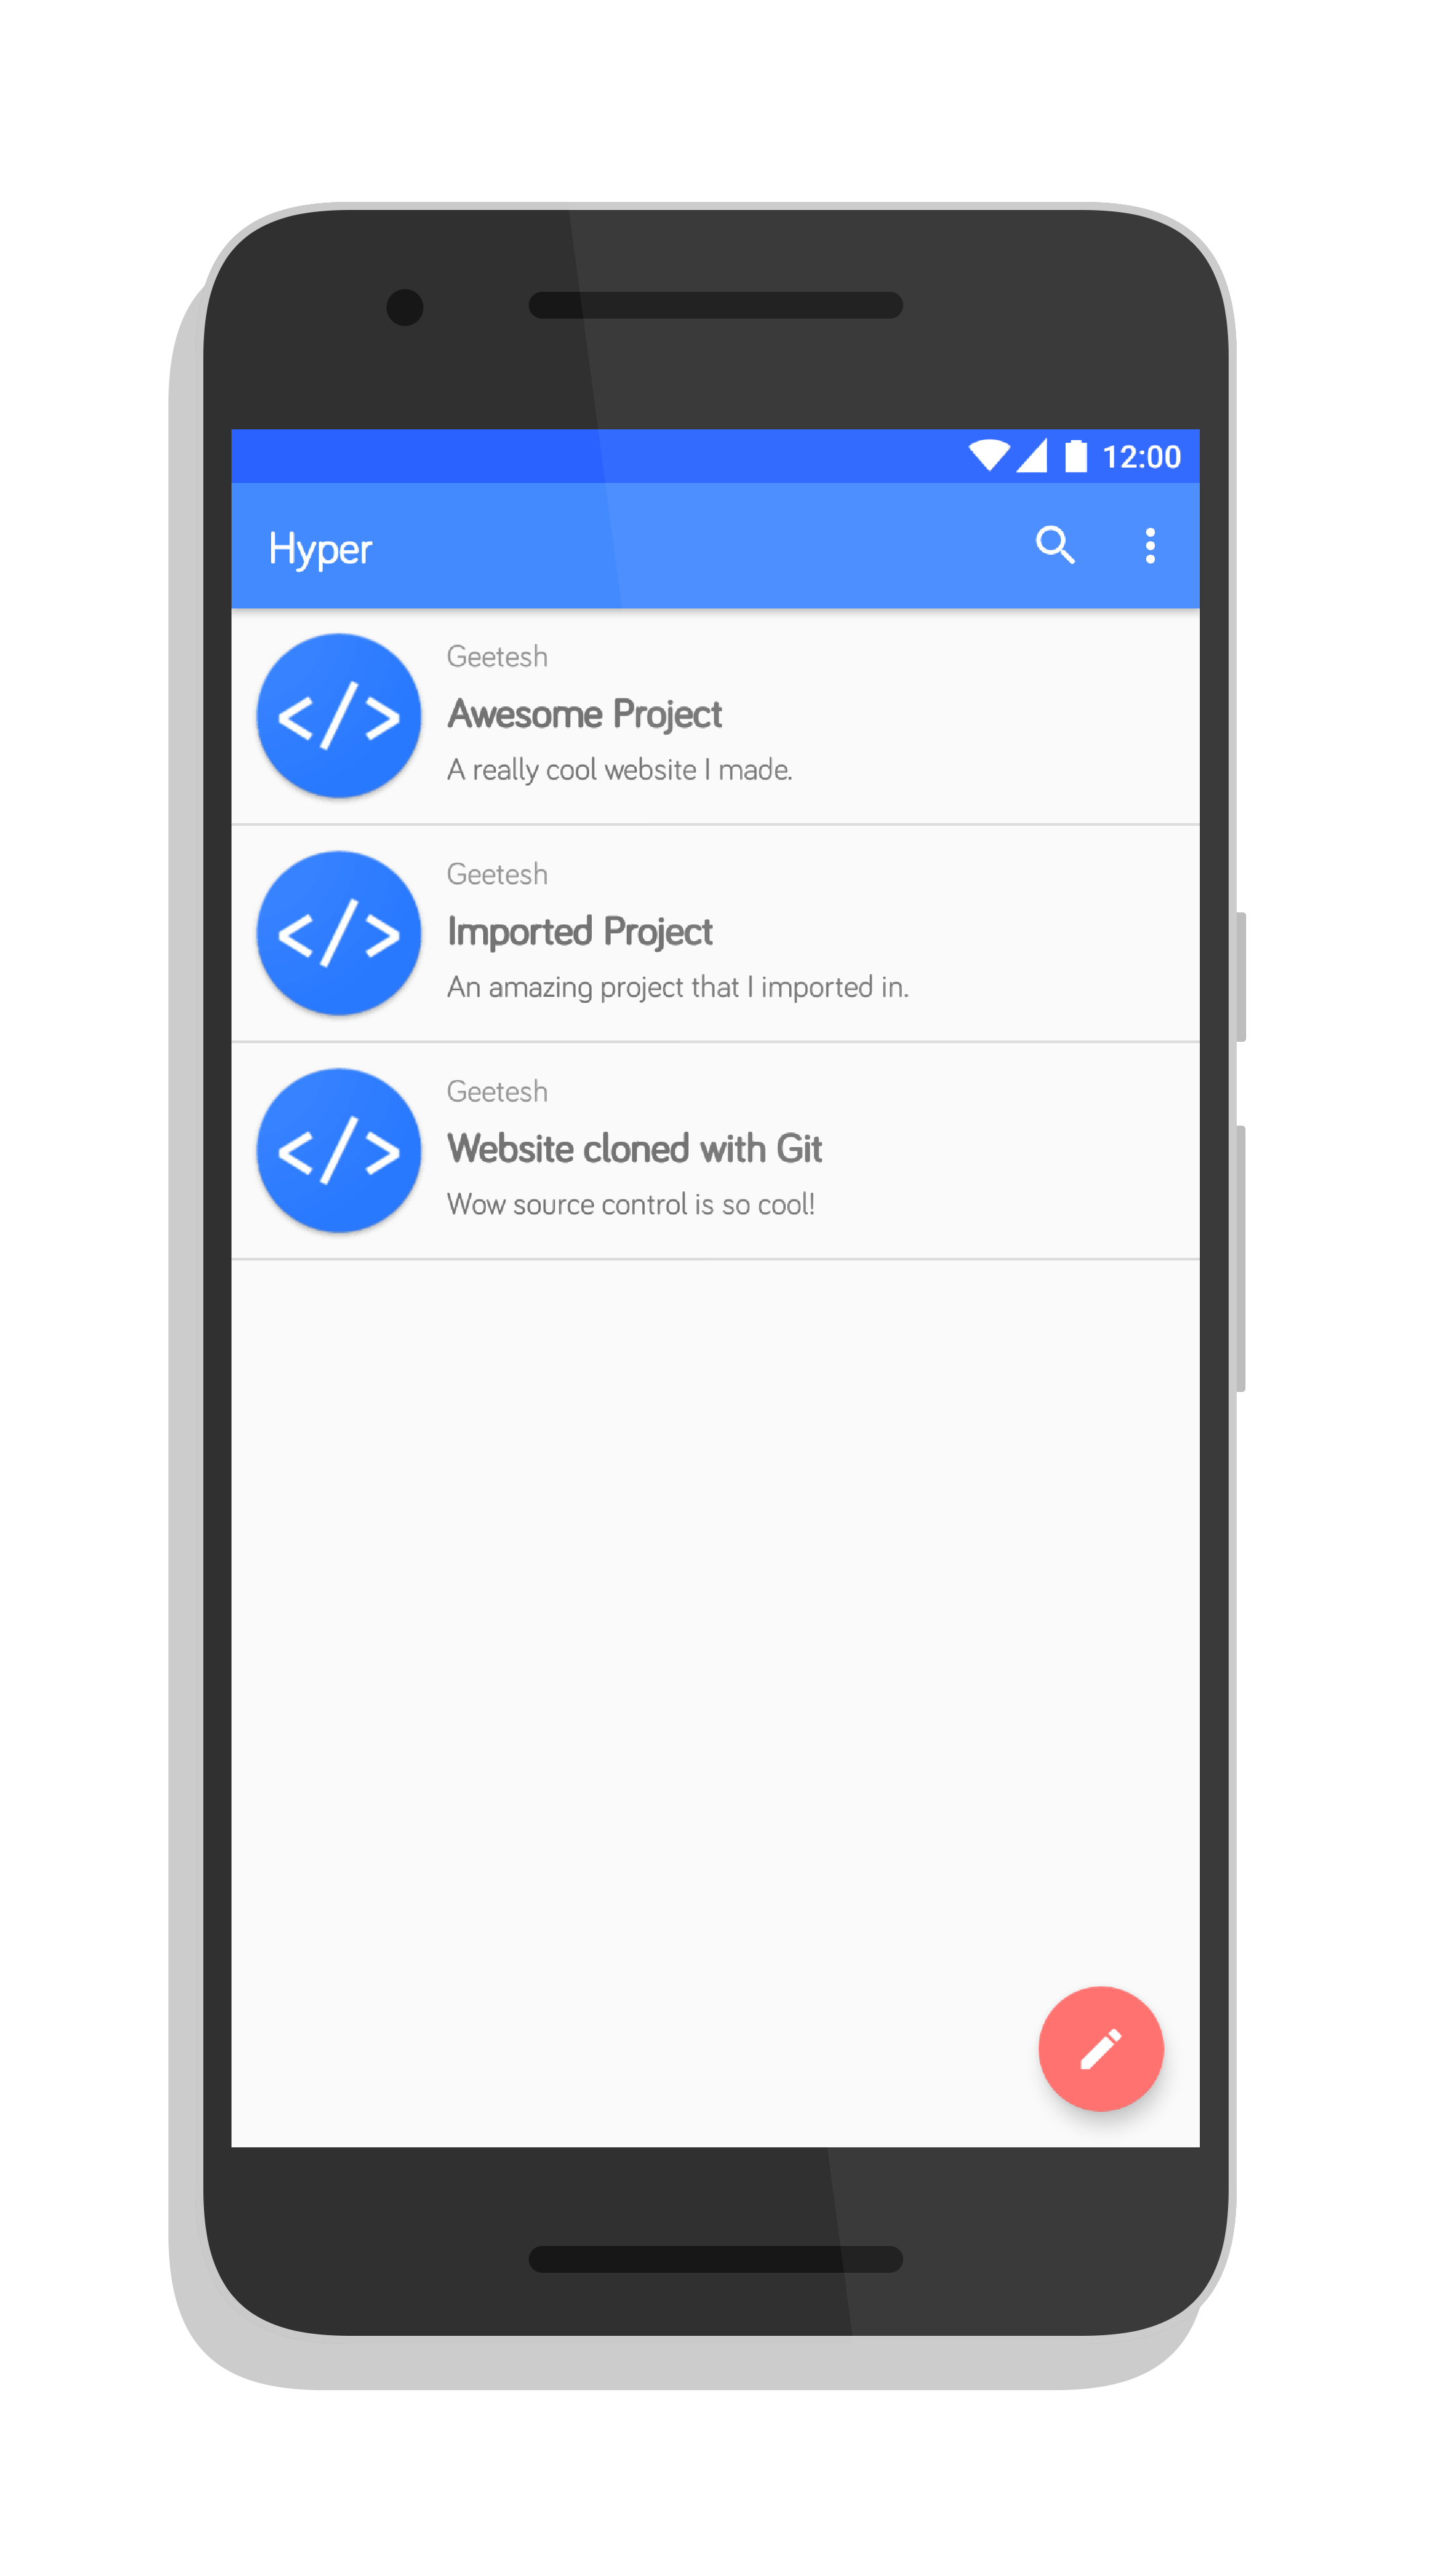 12:00
Hyper
Geetesh
Awesome Project
A really cool website I made.
Geetesh
Imported Project
An amazing project that I imported in.
Geetesh
Website cloned with Git
Wow source control is so cool!